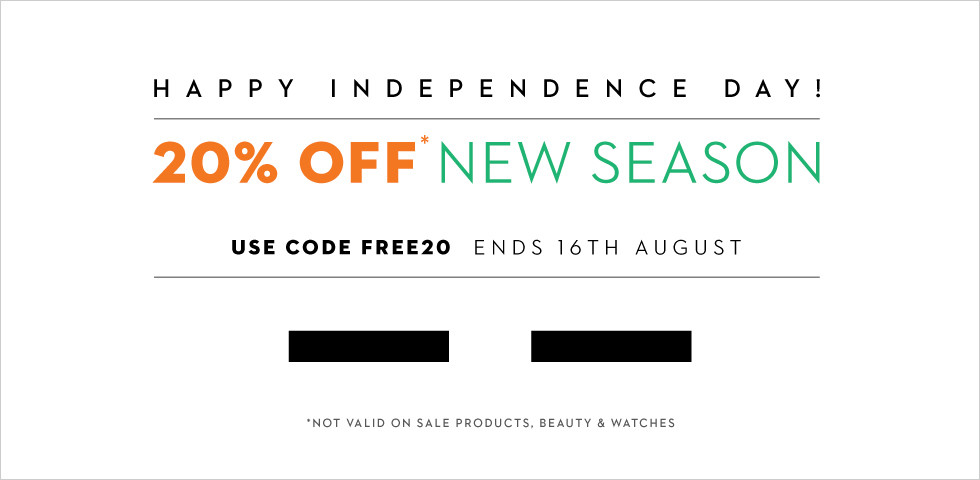 HAPPY INDEPENDENCE DAY!
20% OFF* NEW SEASON
USE CODE FREE20 ENDS 16TH AUGUST
*NOT VALID ON SALE PRODUCTS, BEAUTY & WATCHES